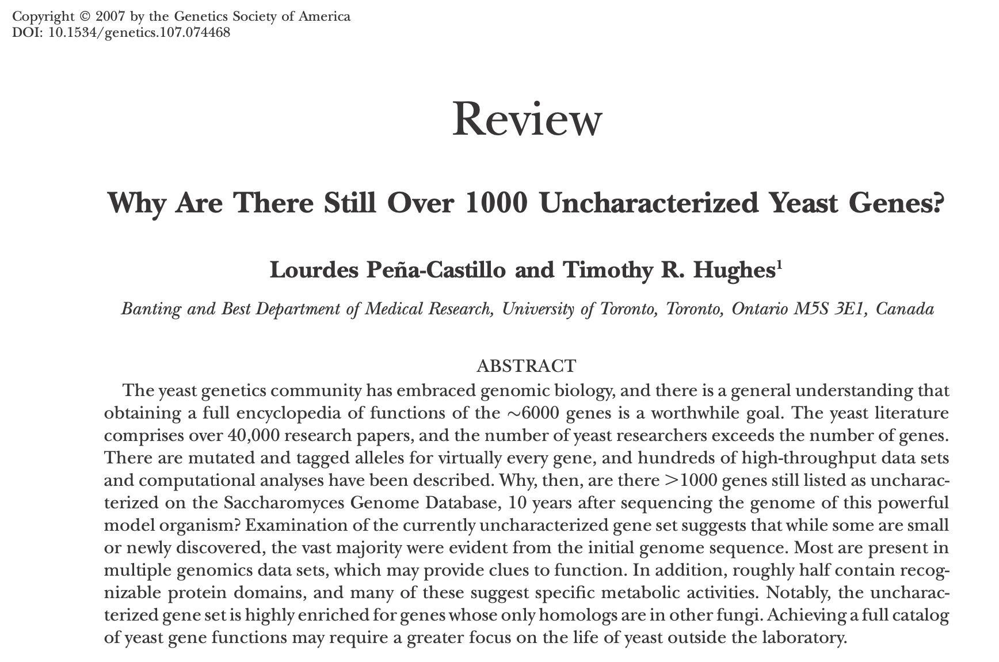 Copyright © 2007 by the Genetics Society of America
DOI: 10.1534/genetics.107.074468
Review
Why Are There Still Over 1000 Uncharacterized Yeast Genes?
Lourdes Peña-Castillo and Timothy R. Hughes¹
Banting and Best Department of Medical Research, University of Toronto, Toronto, Ontario M5S 3E1, Canada
ABSTRACT
The yeast genetics community has embraced genomic biology, and there is a general understanding that
obtaining a full encyclopedia of functions of the ~6000 genes is a worthwhile goal. The yeast literature
comprises over 40,000 research papers, and the number of yeast researchers exceeds the number of genes.
There are mutated and tagged alleles for virtually every gene, and hundreds of high-throughput data sets
and computational analyses have been described. Why, then, are there >1000 genes still listed as uncharac-
terized on the Saccharomyces Genome Database, 10 years after sequencing the genome of this powerful
model organism? Examination of the currently uncharacterized gene set suggests that while some are small
or newly discovered, the vast majority were evident from the initial genome sequence. Most are present in
multiple genomics data sets, which may provide clues to function. In addition, roughly half contain recog-
nizable protein domains, and many of these suggest specific metabolic activities. Notably, the uncharac-
terized gene set is highly enriched for genes whose only homologs are in other fungi. Achieving a full catalog
of yeast gene functions may require a greater focus on the life of yeast outside the laboratory.